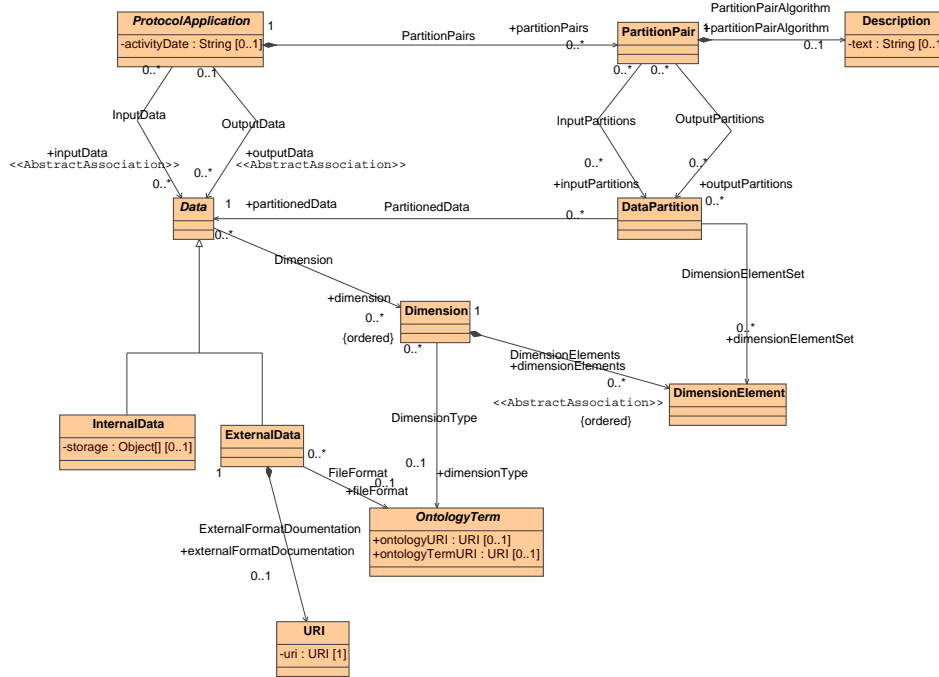 ProtocolApplication
-activityDate : String [0..1]
1
PartitionPairs
+partitionPairs
0..*
PartitionPair
1
PartitionPairAlgorithm
+partitionPairAlgorithm
0..1
Description
-text : String [0..1]
0..*
0..1
InputData
OutputData
+inputData
<<AbstractAssociation>>
0..*
+outputData
<<AbstractAssociation>>
0..*
0..*
0..*
InputPartitions
OutputPartitions
0..*
+inputPartitions
0..*
+outputPartitions
Data
1
+partitionedData
PartitionedData
0..*
DataPartition
0..*
0..*
Dimension
+dimension
0..*
{ordered}
DimensionElementSet
0..*
+dimensionElementSet
Dimension
1
0..*
DimensionElements
+dimensionElements
0..*
<<AbstractAssociation>>
{ordered}
DimensionElement
InternalData
-storage : Object[] [0..1]
ExternalData
1
0..*
FileFormat
0..1
+fileFormat
DimensionType
0..1
+dimensionType
OntologyTerm
+ontologyURI : URI [0..1]
+ontologyTermURI : URI [0..1]
ExternalFormatDoumentation
+externalFormatDocumentation
0..1
URI
-uri : URI [1]